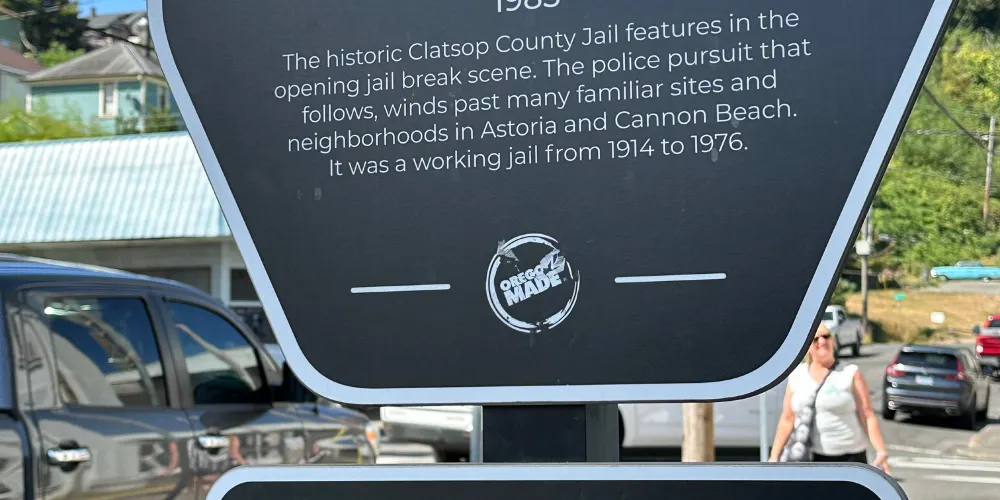 1985
The historic Clatsop County Jail features in the
opening jail break scene. The police pursuit that
follows, winds past many familiar sites and
neighborhoods in Astoria and Cannon Beach.
It was a working jail from 1914 to 1976.
OREGON
MADE